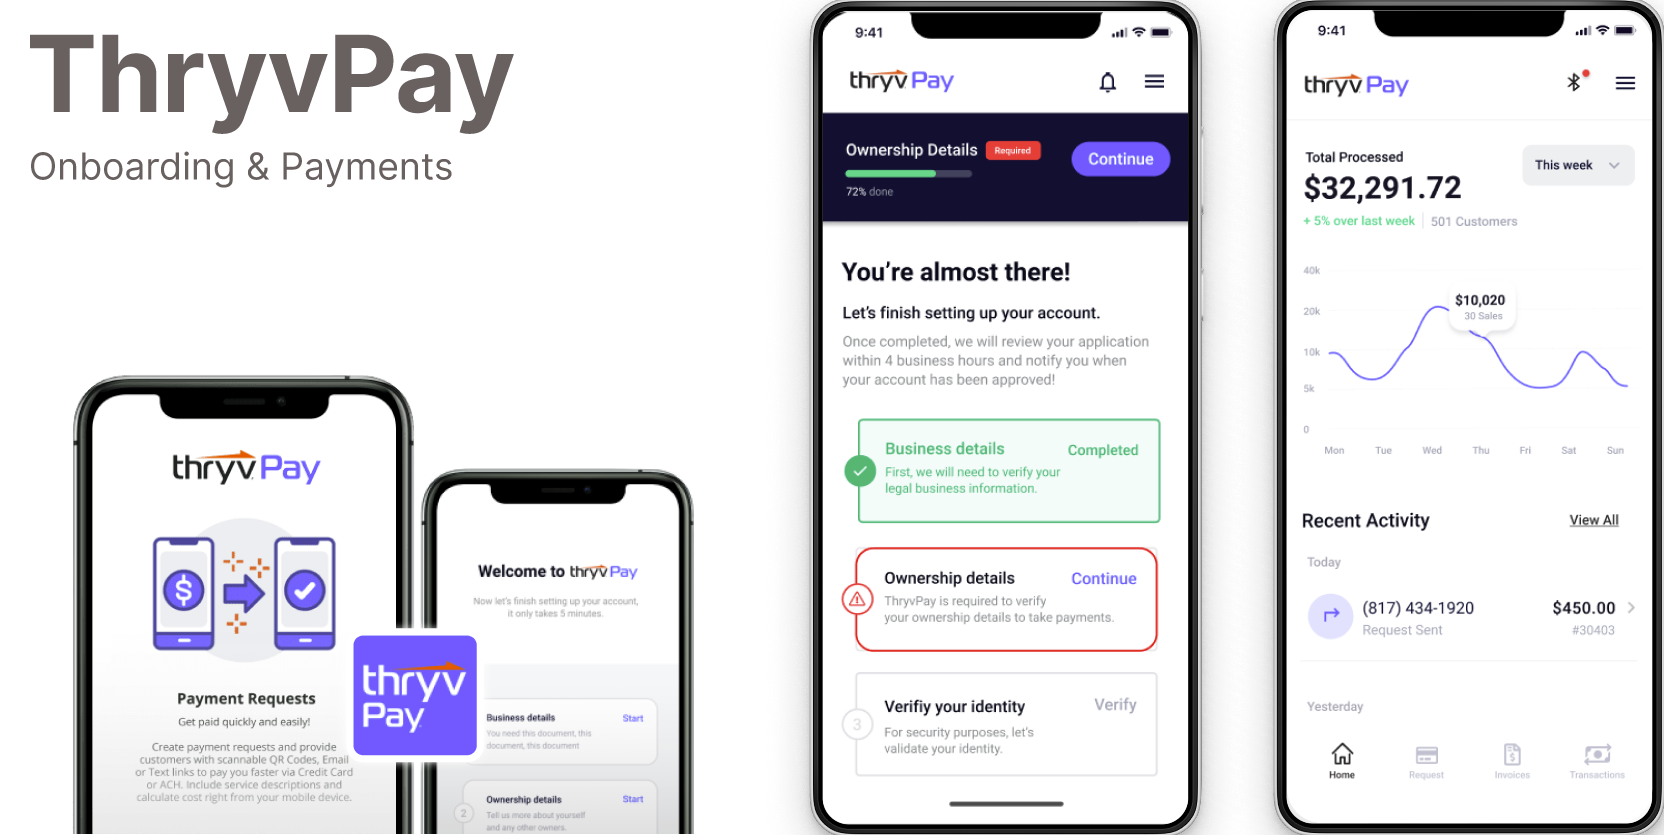 ThryvPay
Onboarding & Payments
thryv Pay
Payment Requests
Get paid quickly and easily!
Create payment requests and provide
customers with scannable QR Codes, Email
or Text links to pay you faster via Credit Card
or ACH. Include service descriptions and
calculate cost right from your mobile device.
thryv
Pay
Welcome to thryv Pay
Now let's finish setting up your account,
it only takes 5 minutes.
Business details
Start
You need this document, this
document, this document
2
Ownership details
Start
Tell us more about yourself
and any other owners.
9:41
thryv Pay
Ownership Details
Required
Continue
72% done
You're almost there!
Let's finish setting up your account.
Once completed, we will review your application
within 4 business hours and notify you when
your account has been approved!
Business details
Completed
First, we will need to verify your
legal business information.
Ownership details
Continue
ThryvPay is required to verify
your ownership details to take payments.
3
Verifiy your identity
Verify
For security purposes, let's
validate your identity.
9:41
thryv Pay
Total Processed
This week
$32,291.72
+ 5% over last week
501 Customers
40k
20k
10k
5k
0
$10,020
30 Sales
Mon Tue Wed Thu Fri Sat Sun
Recent Activity
View All
Today
(817) 434-1920
$450.00
Request Sent
#30403
Yesterday
Home
Request
Invoices
Transactions